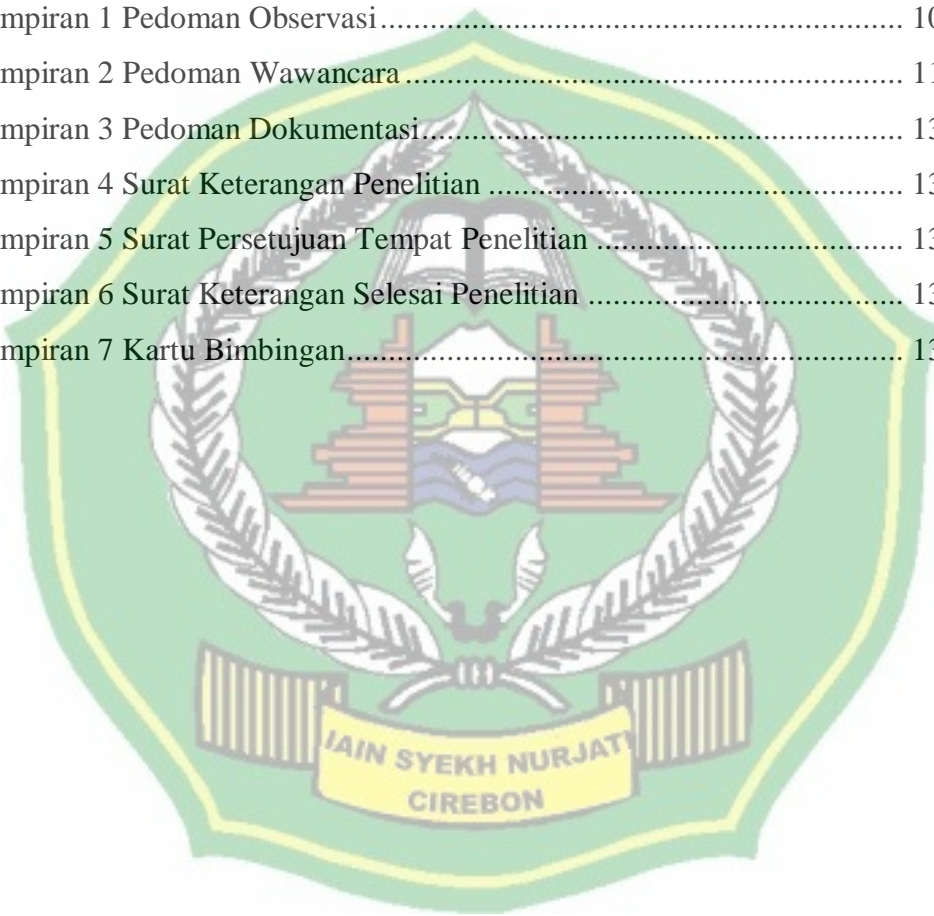 mpiran 1 Pedoman Observasi.......................................................... 10
mpiran 2 Pedoman Wawancara....................................................... 11
mpiran 3 Pedoman Dokumentasi..................................................... 13
mpiran 4 Surat Keterangan Penelitian.............................................. 13
mpiran 5 Surat Persetujuan Tempat Penelitian.................................. 13
mpiran 6 Surat Keterangan Selesai Penelitian................................... 13
mpiran 7 Kartu Bimbingan.............................................................. 13
IAIN SYEKH NURJATI
CIREBON